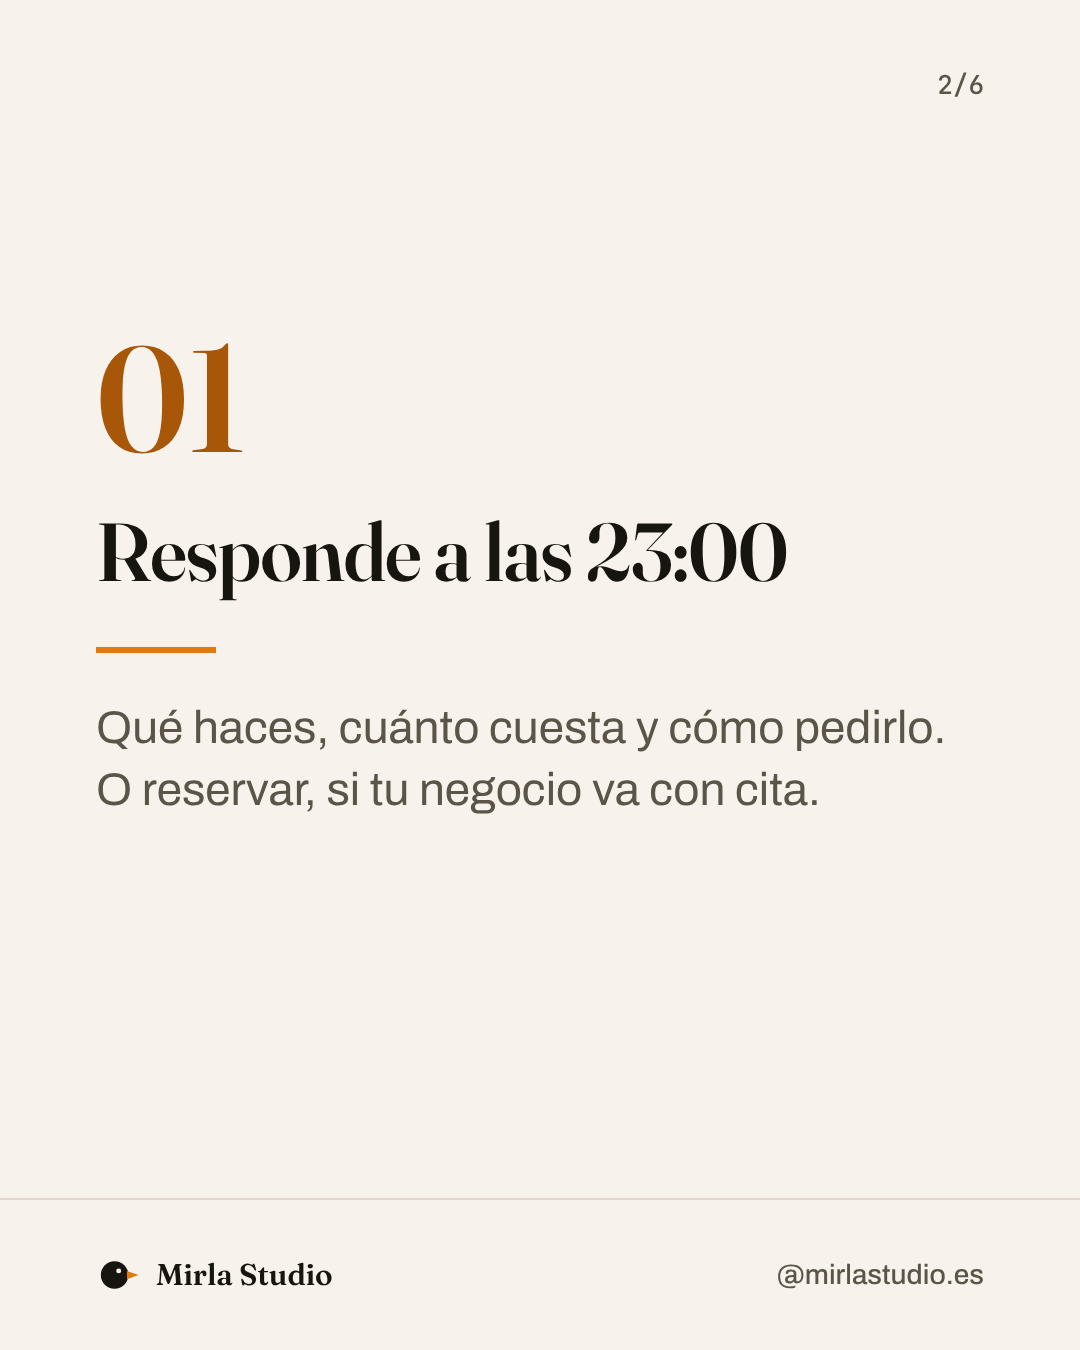 2/6
01
Responde a las 23:00
Qué haces, cuánto cuesta y cómo pedirlo.
O reservar, si tu negocio va con cita.
Mirla Studio
@mirlastudio.es